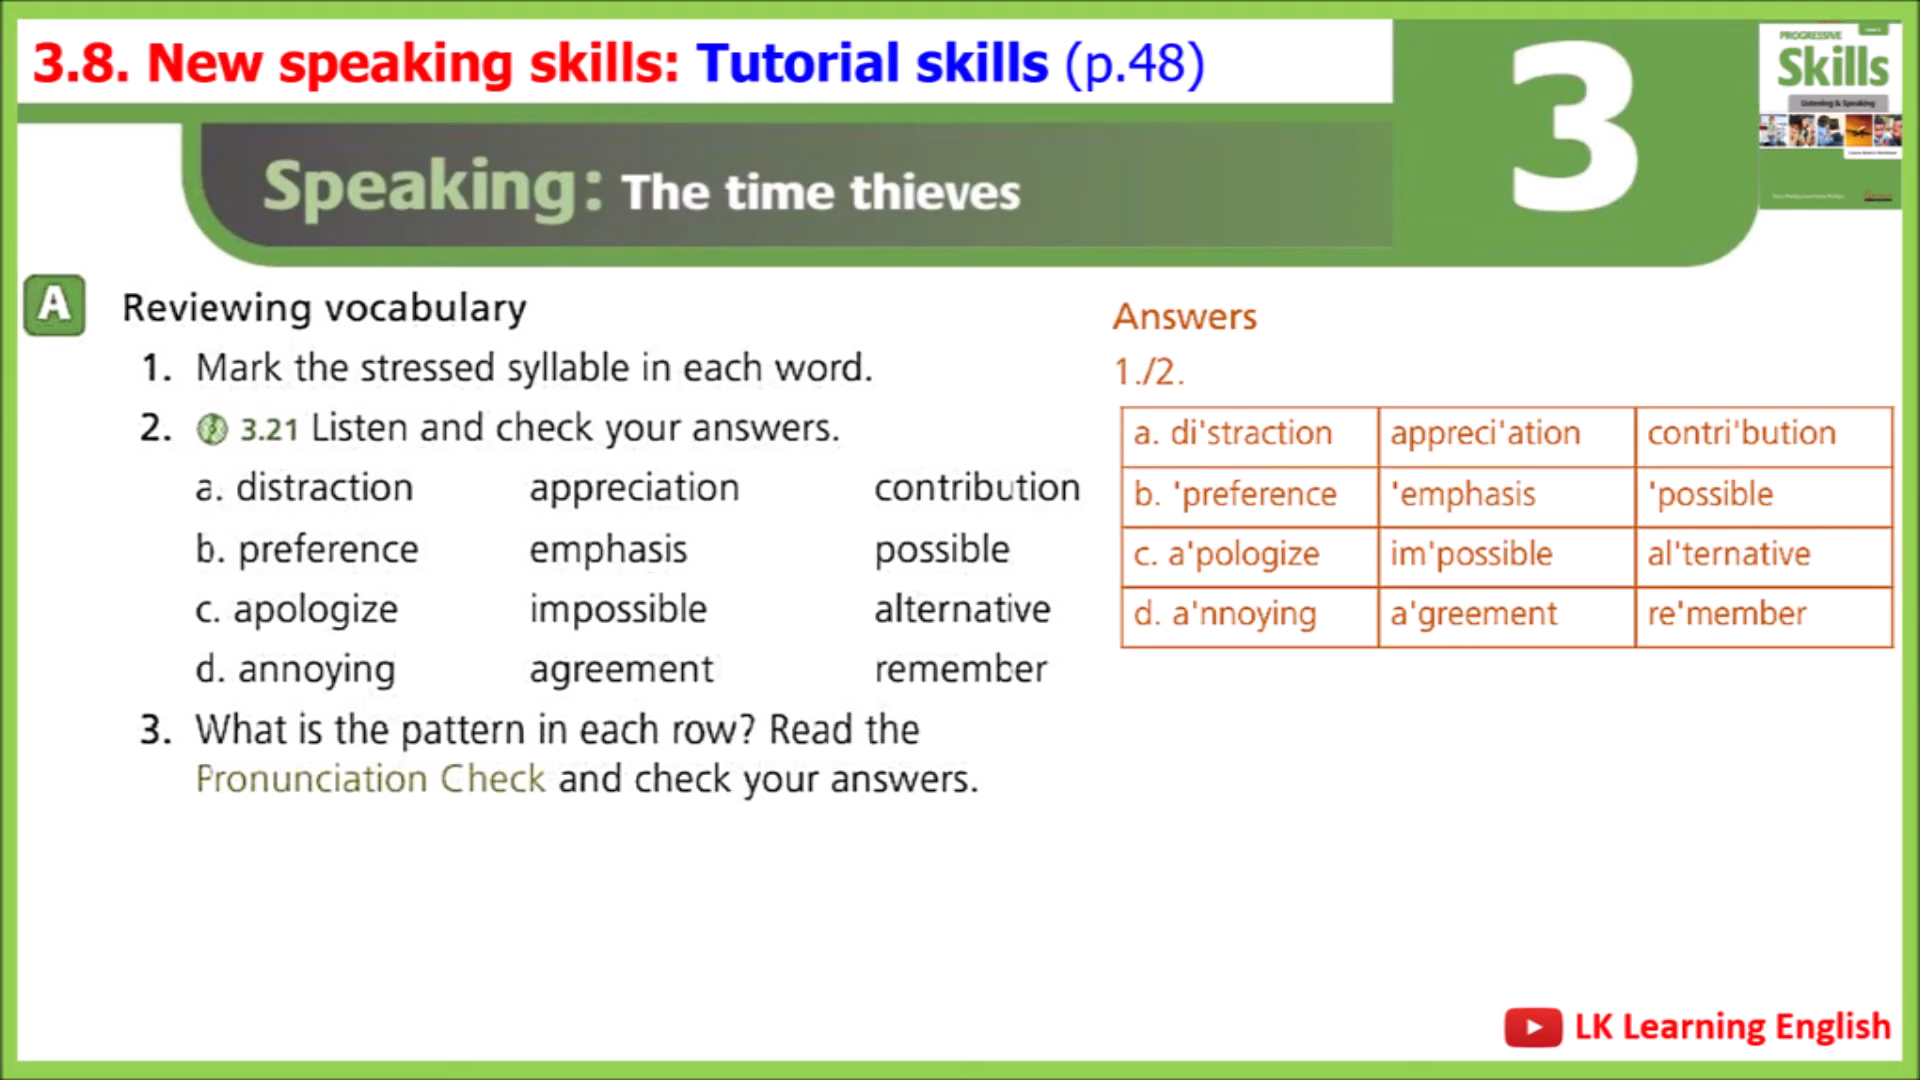 3.8. New speaking skills: Tutorial skills (p.48)
3
PROGRESSIVE
Skills
Listening & Speaking
Speaking: The time thieves
A Reviewing vocabulary
1. Mark the stressed syllable in each word.
2. 3.21 Listen and check your answers.
a. distraction appreciation contribution
b. preference emphasis possible
c. apologize impossible alternative
d. annoying agreement remember
3. What is the pattern in each row? Read the
Pronunciation Check and check your answers.
Answers
1./2.
a. di'straction appreci'ation contri'bution
b. 'preference 'emphasis 'possible
c. a'pologize im'possible al'ternative
d. a'nnoying a'greement re'member
LK Learning English